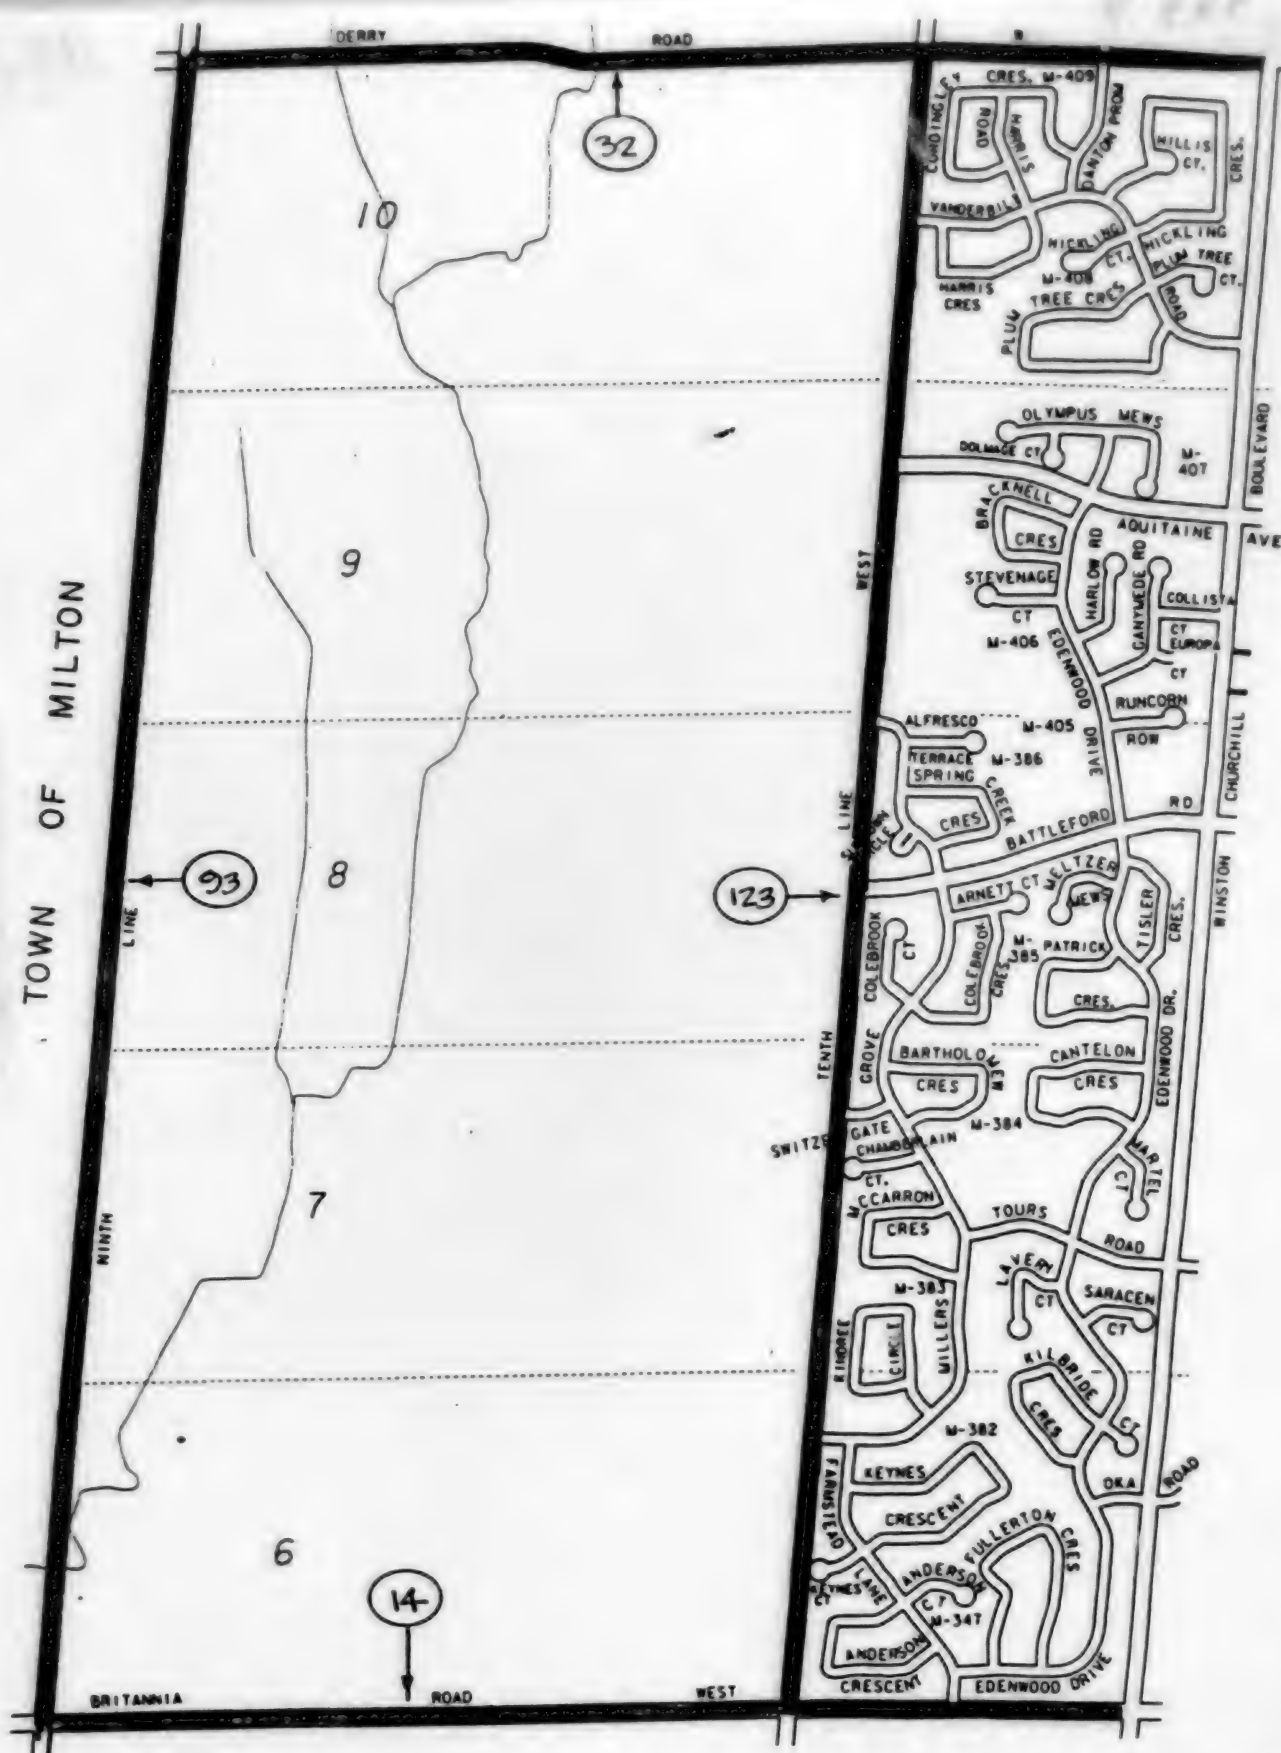 DERRY ROAD W
32
10
9
8
7
6
93
123
14
TOWN OF MILTON
NINTH LINE
TENTH LINE WEST
BRITANNIA ROAD WEST
WINSTON CHURCHILL BOULEVARD
CRES. M-409
HARRIS ROAD
DANTON PROM
HILLIS CT.
CRES.
VANDERBILT
HICKLING CT.
HICKLING
M-408
HARRIS CRES
PLUM TREE CT.
PLUM TREE CRES
ROAD
OLYMPUS MEWS
DOLMAGE CT
M-407
BRACKNELL CRES
AQUITAINE AVE
STEVENAGE CT
HARLOW RD
GANYMEDE RD
COLLISTA CT
EUROPA CT
M-406
EDENWOOD DRIVE
RUNCORN ROW
M-405
ALFRESCO TERRACE
M-386
SPRING CREEK CRES
BATTLEFORD RD
ARNETT CT
MELTZER MEWS
TISLER CRES.
COLEBROOK CT
COLEBROOK CRES.
M-385
PATRICK CRES.
EDENWOOD DR.
GROVE
BARTHOLOMEW CRES
CANTELON CRES
M-384
SWITZER GATE
CHAMBERLAIN CT.
MARTEL CT
MCCARRON CRES
TOURS ROAD
M-383
LAVERY CT
SARACEN CT
KINDREE CIRCLE
MILLERS
KILBRIDE CT
CRES
M-382
FARMSTEAD LANE
KEYNES CRESCENT
OKA ROAD
KEYNES CT
FULLERTON CRES
ANDERSON CT
M-347
ANDERSON CRESCENT
EDENWOOD DRIVE